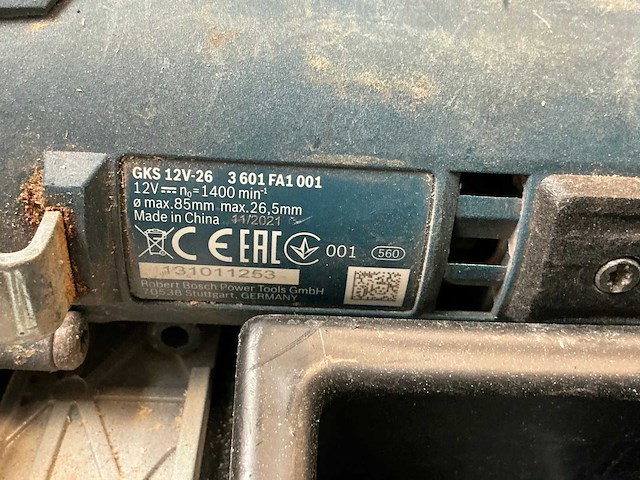 GKS 12V-26 3 601 FA1 001
12V⎓ n₀=1400 min⁻¹
ø max.85mm max.26,5mm
Made in China 11/2021
CE EAC 001 560
131011253
Robert Bosch Power Tools GmbH
70538 Stuttgart, GERMANY